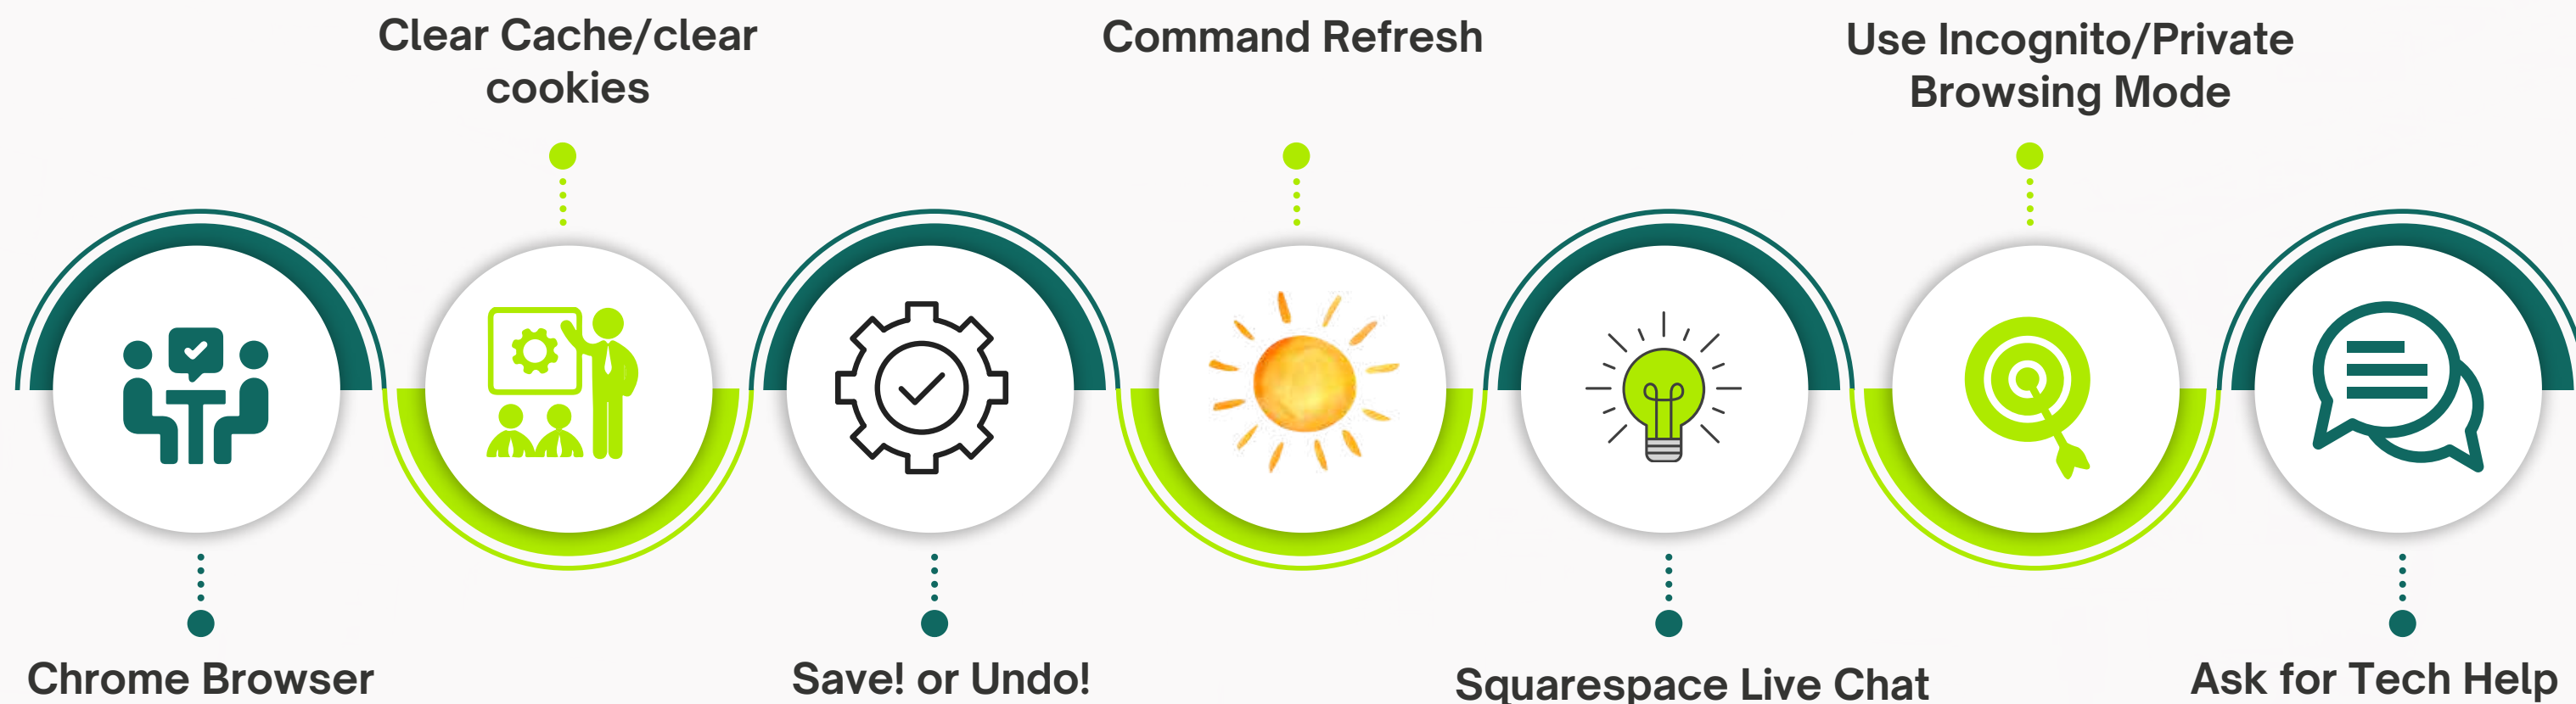 Clear Cache/clear
cookies
Command Refresh
Use Incognito/Private
Browsing Mode
Chrome Browser
Save! or Undo!
Squarespace Live Chat
Ask for Tech Help